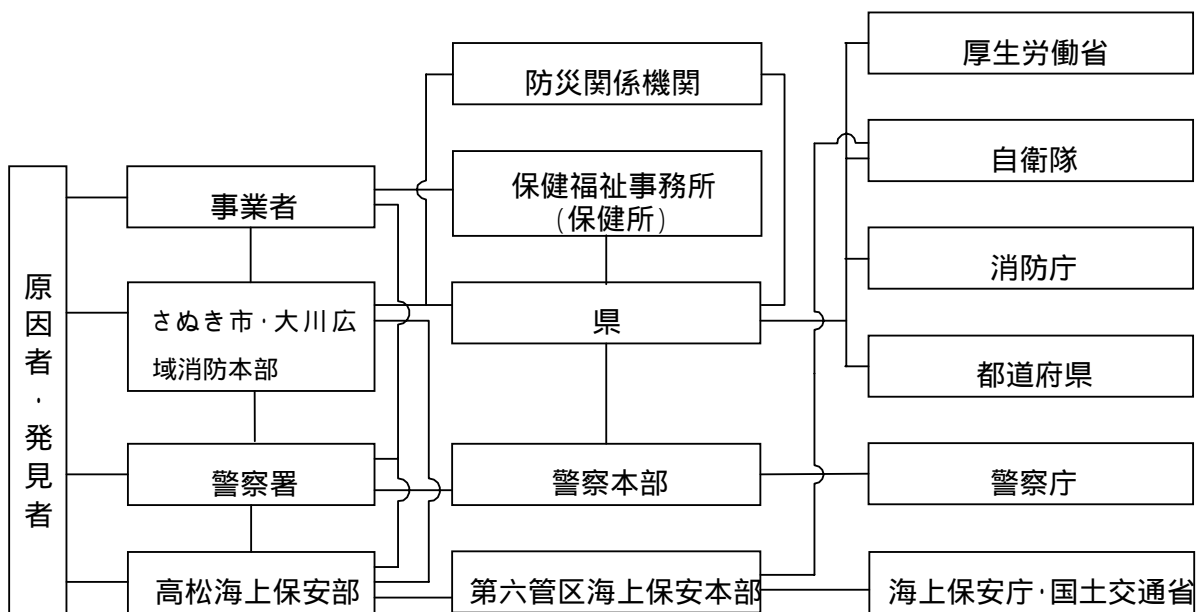 原因者・発見者
事業者
さぬき市・大川広
域消防本部
警察署
高松海上保安部
防災関係機関
保健福祉事務所
(保健所)
県
警察本部
第六管区海上保安本部
厚生労働省
自衛隊
消防庁
都道府県
警察庁
海上保安庁・国土交通省